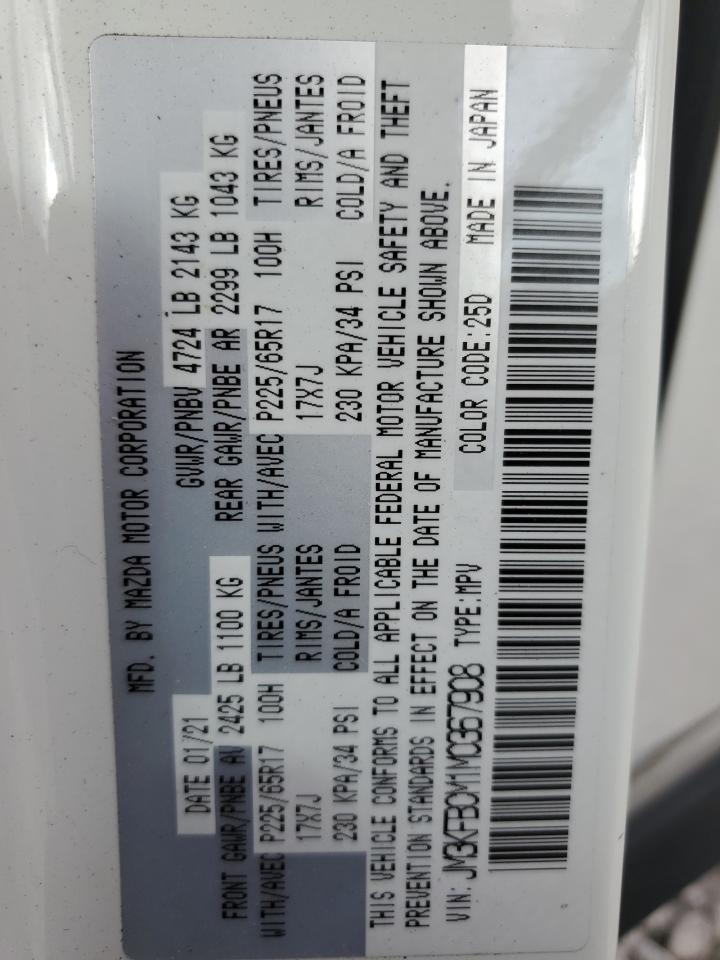 MFD. BY MAZDA MOTOR CORPORATION
DATE 01/21 GVWR/PNBV 4724 LB 2143 KG
FRONT GAWR/PNBE AV 2425 LB 1100 KG REAR GAWR/PNBE AR 2299 LB 1043 KG
WITH/AVEC P225/65R17 100H TIRES/PNEUS WITH/AVEC P225/65R17 100H TIRES/PNEUS
17X7J RIMS/JANTES 17X7J RIMS/JANTES
230 KPA/34 PSI COLD/A FROID 230 KPA/34 PSI COLD/A FROID
THIS VEHICLE CONFORMS TO ALL APPLICABLE FEDERAL MOTOR VEHICLE SAFETY AND THEFT
PREVENTION STANDARDS IN EFFECT ON THE DATE OF MANUFACTURE SHOWN ABOVE.
VIN: JM3KFBCM1M0367908 TYPE:MPV COLOR CODE:25D MADE IN JAPAN